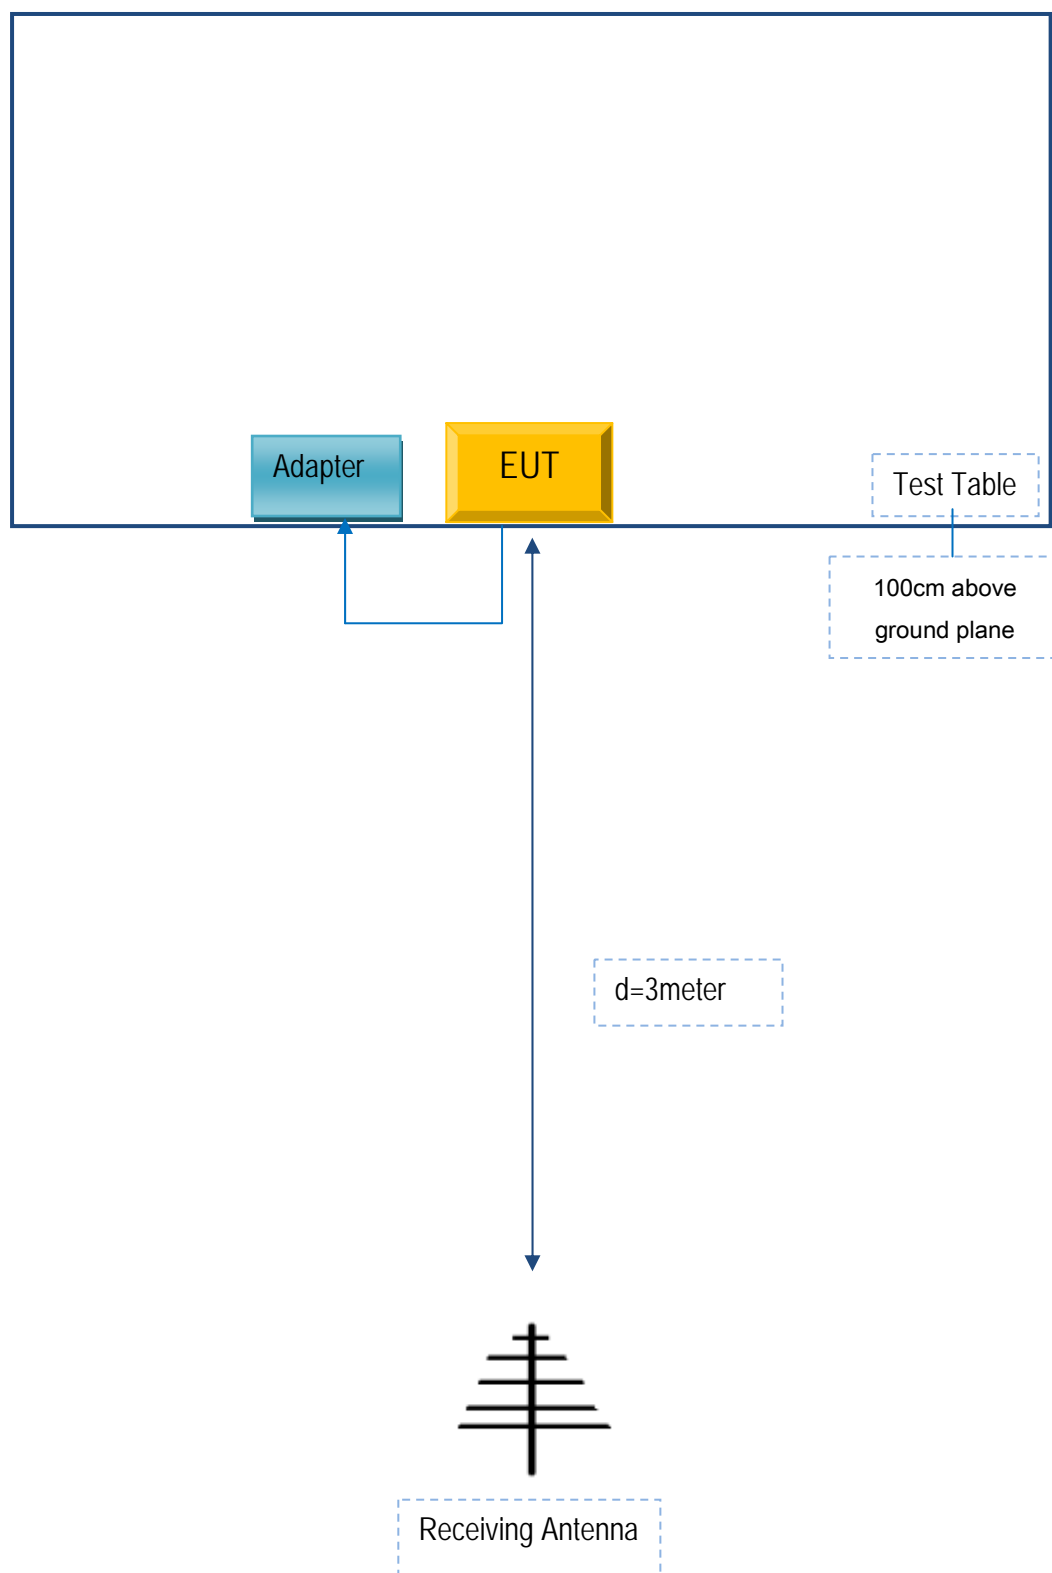 Adapter
EUT
Test Table
100cm above
ground plane
d=3meter
Receiving Antenna